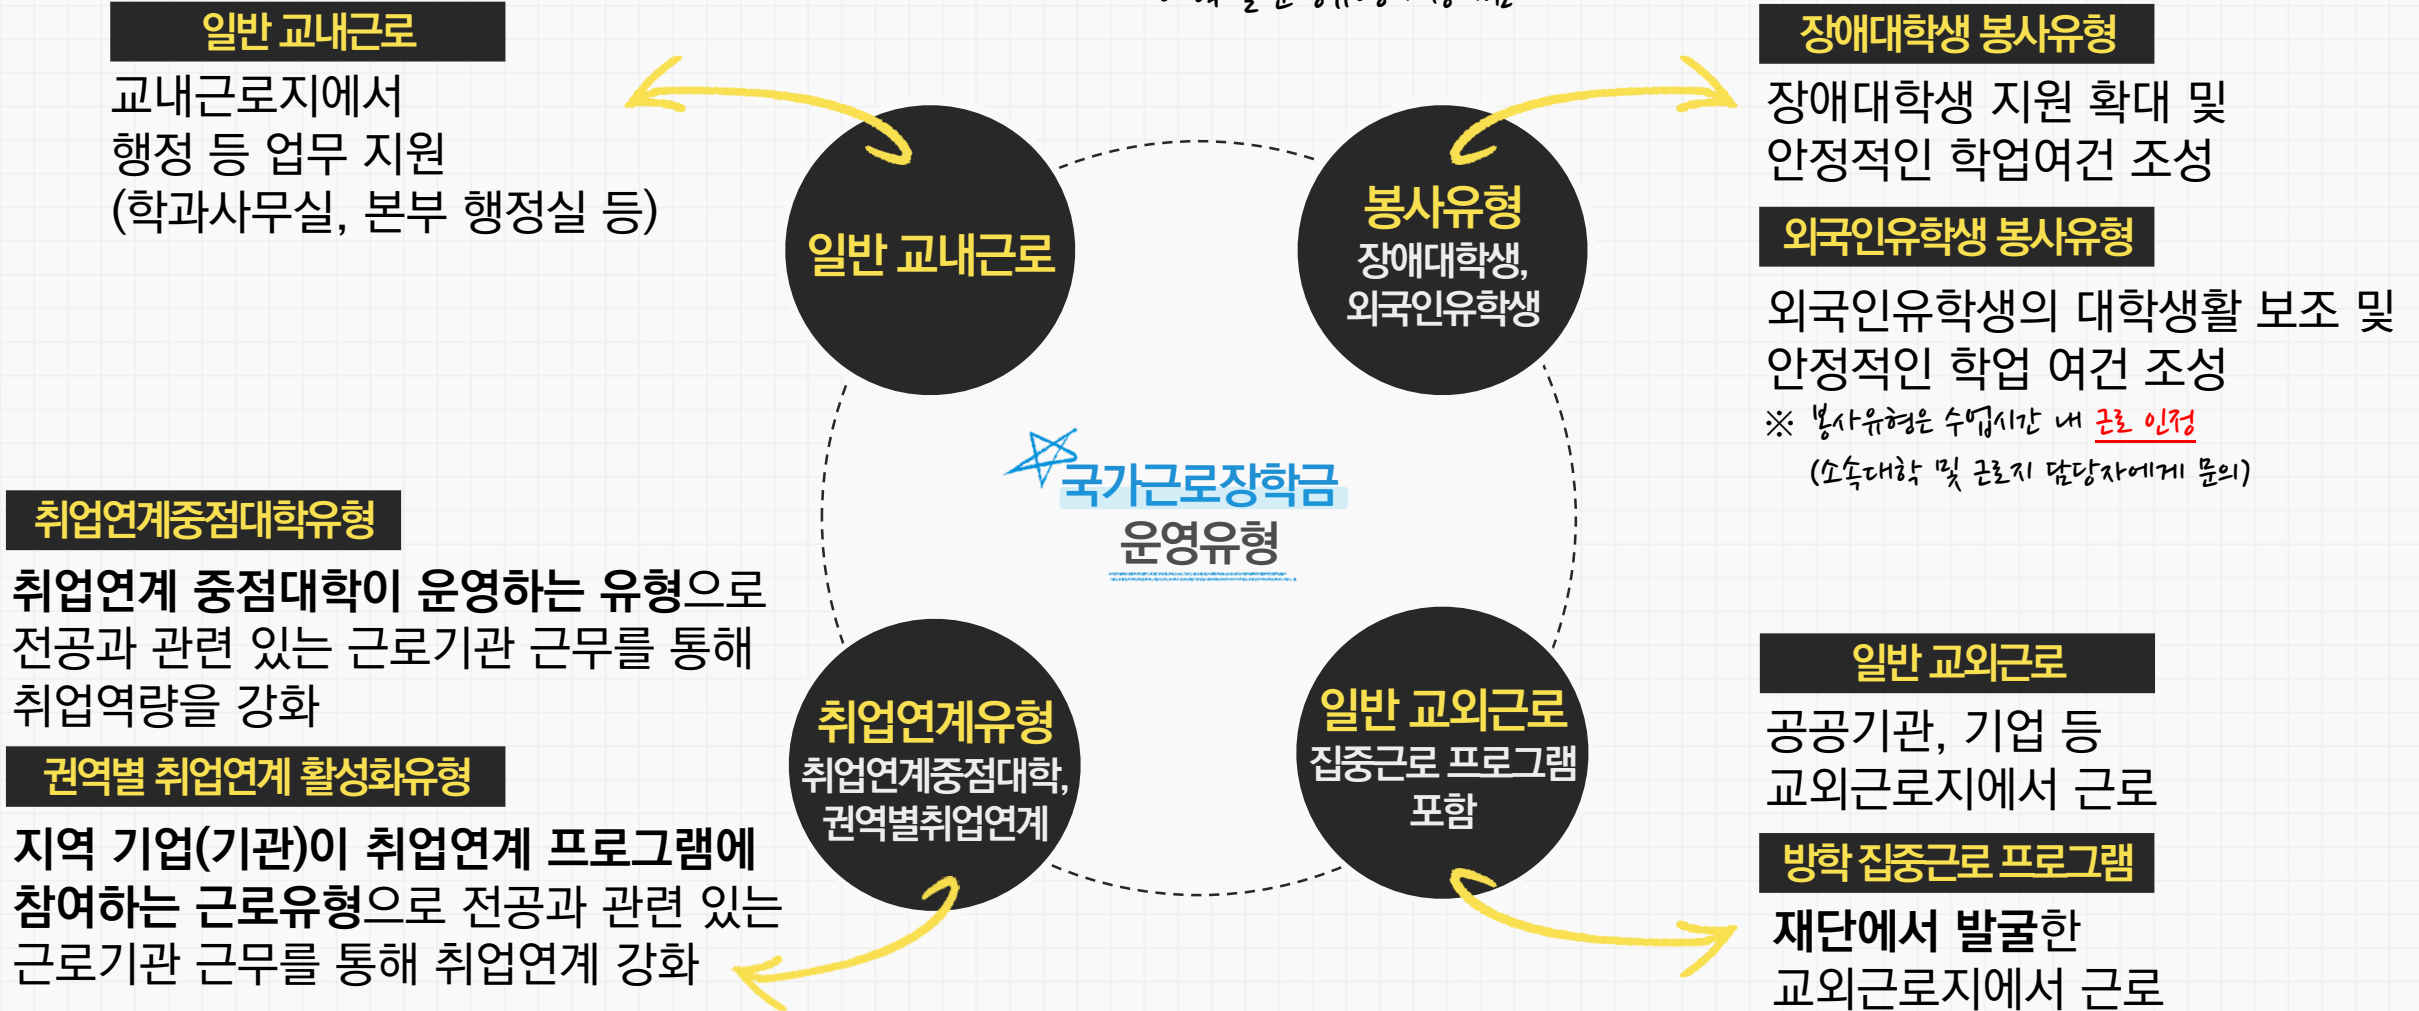 일반 교내근로
교내근로지에서
행정 등 업무 지원
(학과사무실, 본부 행정실 등)
장애대학생 봉사유형
장애대학생 지원 확대 및
안정적인 학업여건 조성
외국인유학생 봉사유형
외국인유학생의 대학생활 보조 및
안정적인 학업 여건 조성
※ 봉사유형은 수업시간 내 근로 인정
(소속대학 및 근로지 담당자에게 문의)
일반 교내근로
봉사유형
장애대학생,
외국인유학생
국가근로장학금
운영유형
취업연계중점대학유형
취업연계 중점대학이 운영하는 유형으로
전공과 관련 있는 근로기관 근무를 통해
취업역량을 강화
권역별 취업연계 활성화유형
지역 기업(기관)이 취업연계 프로그램에
참여하는 근로유형으로 전공과 관련 있는
근로기관 근무를 통해 취업연계 강화
취업연계유형
취업연계중점대학,
권역별취업연계
일반 교외근로
집중근로 프로그램
포함
일반 교외근로
공공기관, 기업 등
교외근로지에서 근로
방학 집중근로 프로그램
재단에서 발굴한
교외근로지에서 근로